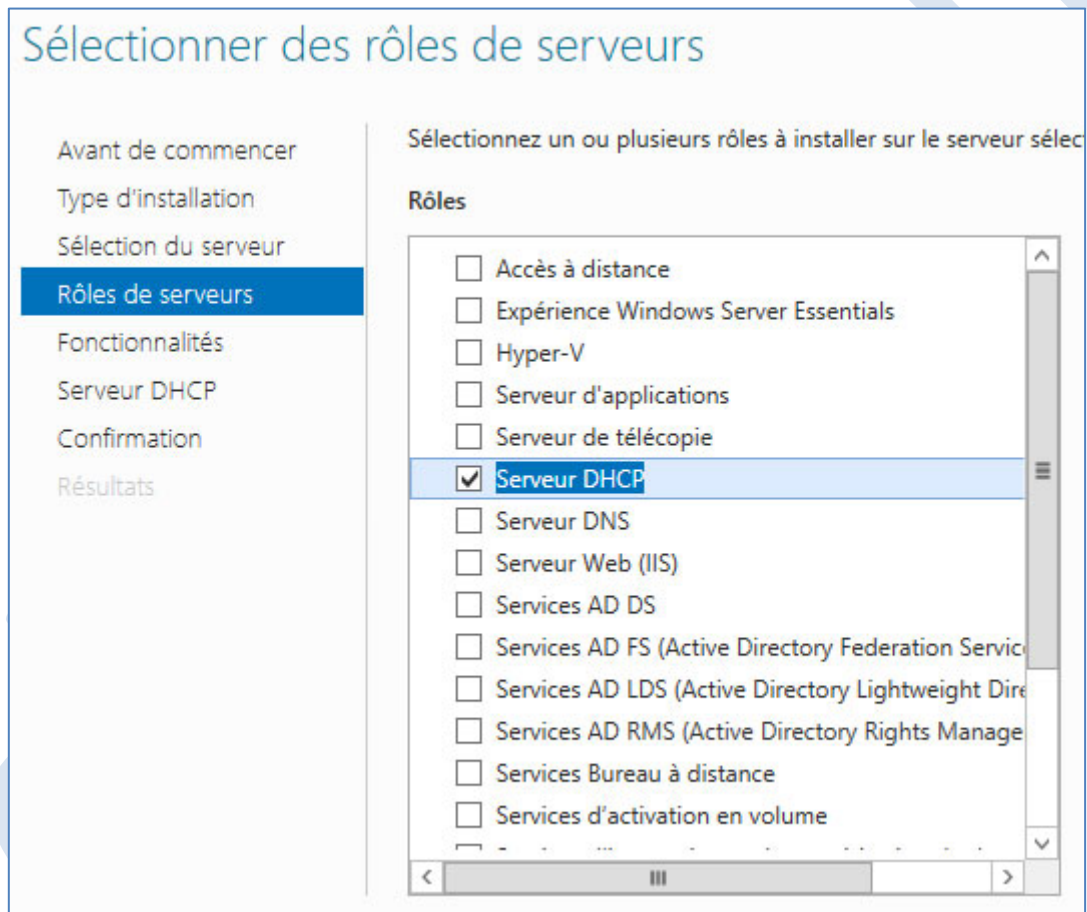 Sélectionner des rôles de serveurs
Avant de commencer
Type d'installation
Sélection du serveur
Rôles de serveurs
Fonctionnalités
Serveur DHCP
Confirmation
Résultats
Sélectionnez un ou plusieurs rôles à installer sur le serveur sélec
Rôles
Accès à distance
Expérience Windows Server Essentials
Hyper-V
Serveur d'applications
Serveur de télécopie
Serveur DHCP
Serveur DNS
Serveur Web (IIS)
Services AD DS
Services AD FS (Active Directory Federation Servic
Services AD LDS (Active Directory Lightweight Dire
Services AD RMS (Active Directory Rights Manage
Services Bureau à distance
Services d’activation en volume